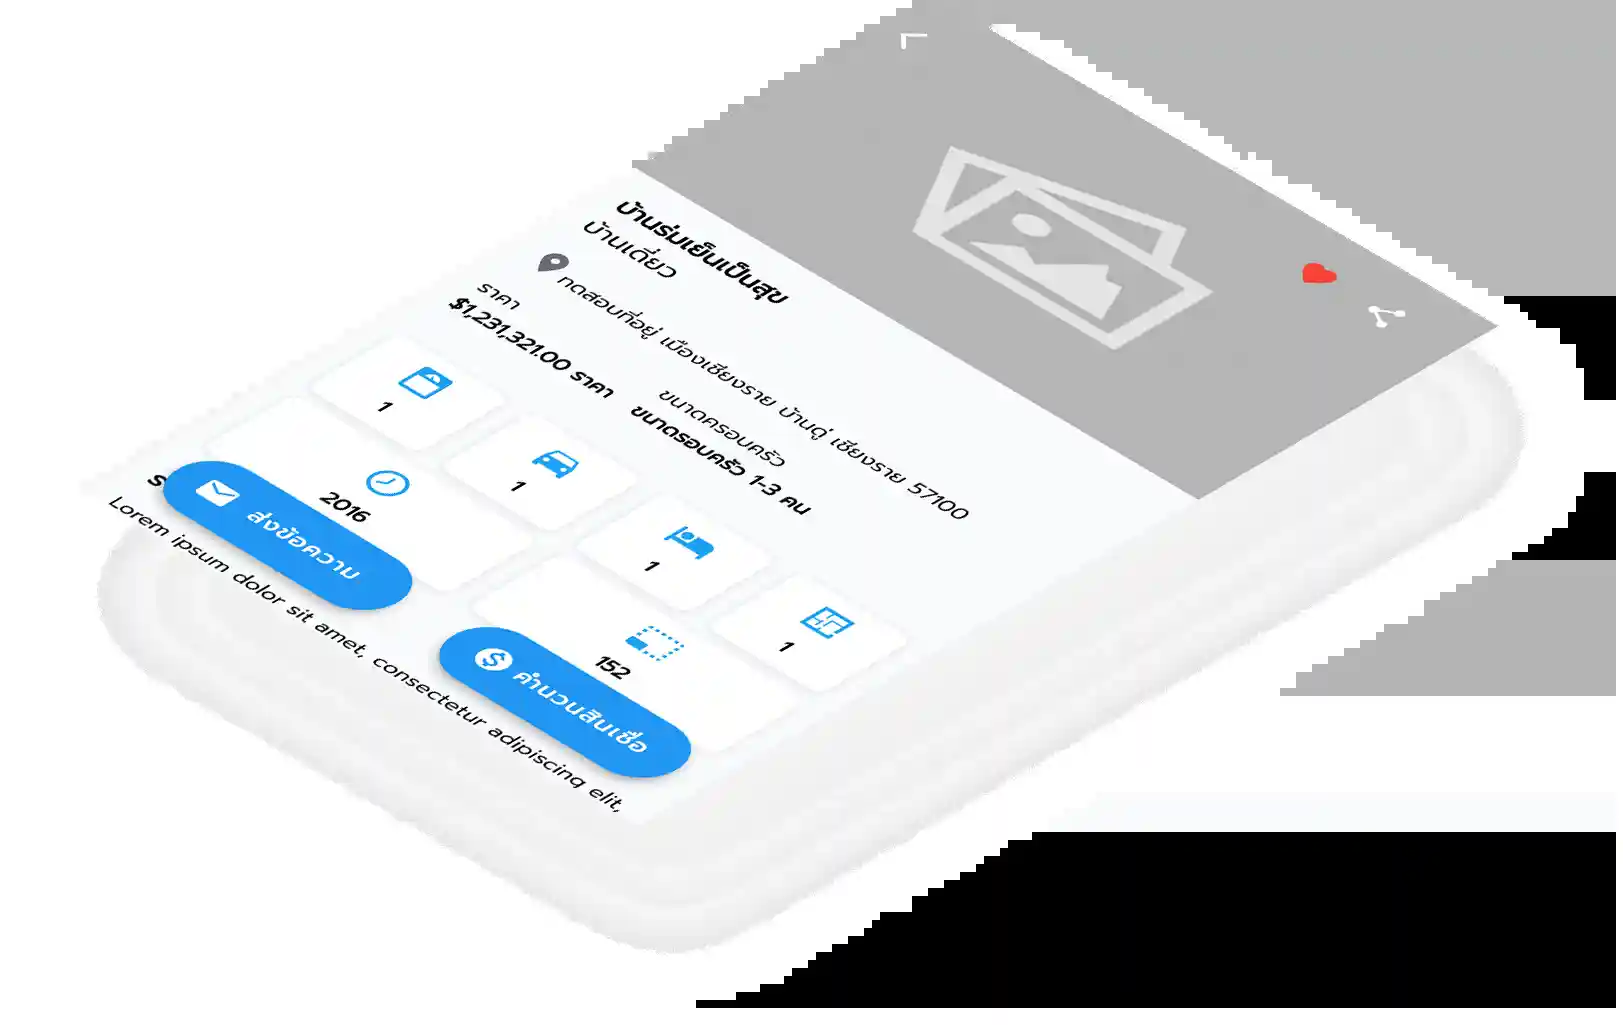 บ้านร่มเย็นเป็นสุข
บ้านเดี่ยว
ทดสอบที่อยู่ เมืองเชียงราย บ้านดู่ เชียงราย 57100
ราคา
$1,231,321.00 ราคา
ขนาดครอบครัว
ขนาดรอบครัว 1-3 คน
1
1
1
1
2016
152
ส่งข้อความ
คำนวนสินเชื่อ
Lorem ipsum dolor sit amet, consectetur adipiscing elit,